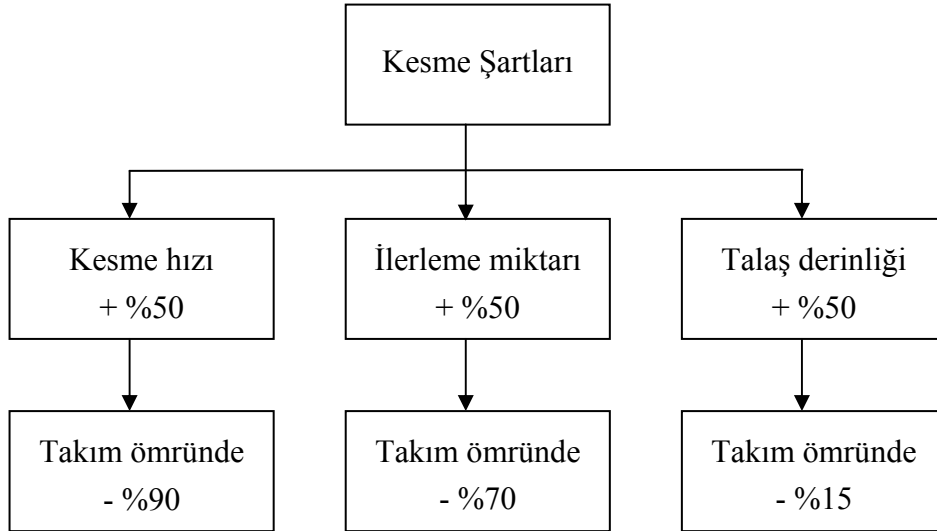 Kesme Şartları
Kesme hızı
+ %50
İlerleme miktarı
+ %50
Talaş derinliği
+ %50
Takım ömründe
- %90
Takım ömründe
- %70
Takım ömründe
- %15